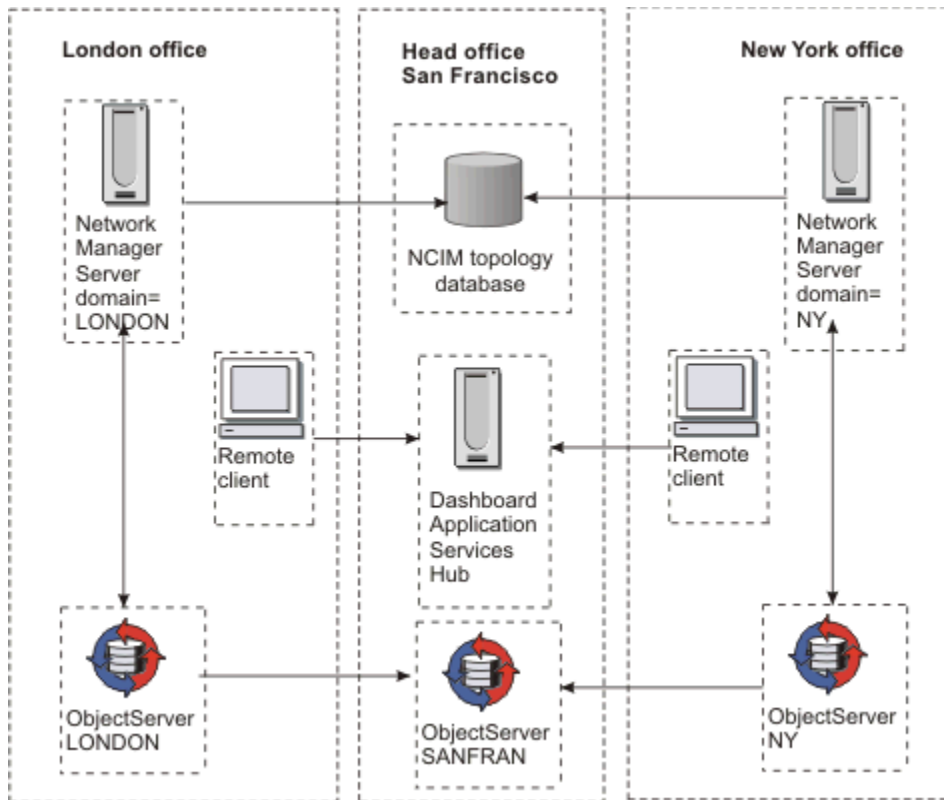 London office
Head office
San Francisco
New York office
Network
Manager
Server
domain=
LONDON
NCIM topology
database
Network
Manager
Server
domain=
NY
Remote
client
Dashboard
Application
Services
Hub
Remote
client
ObjectServer
LONDON
ObjectServer
SANFRAN
ObjectServer
NY